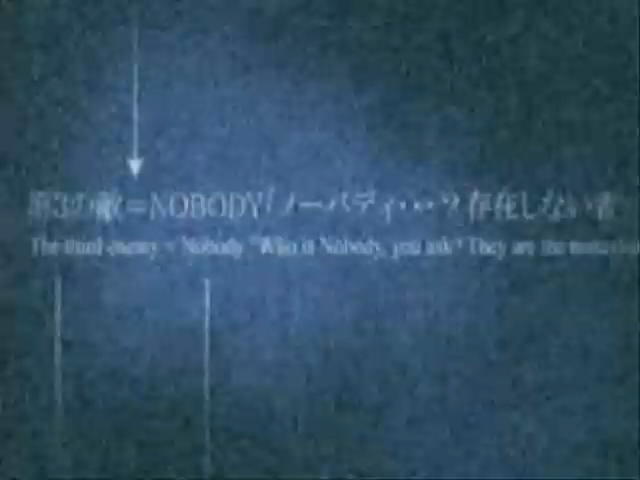 第3の敵=NOBODY「ノーバディ・・・?存在しない者
The third enemy = Nobody "Who is Nobody, you ask? They are the